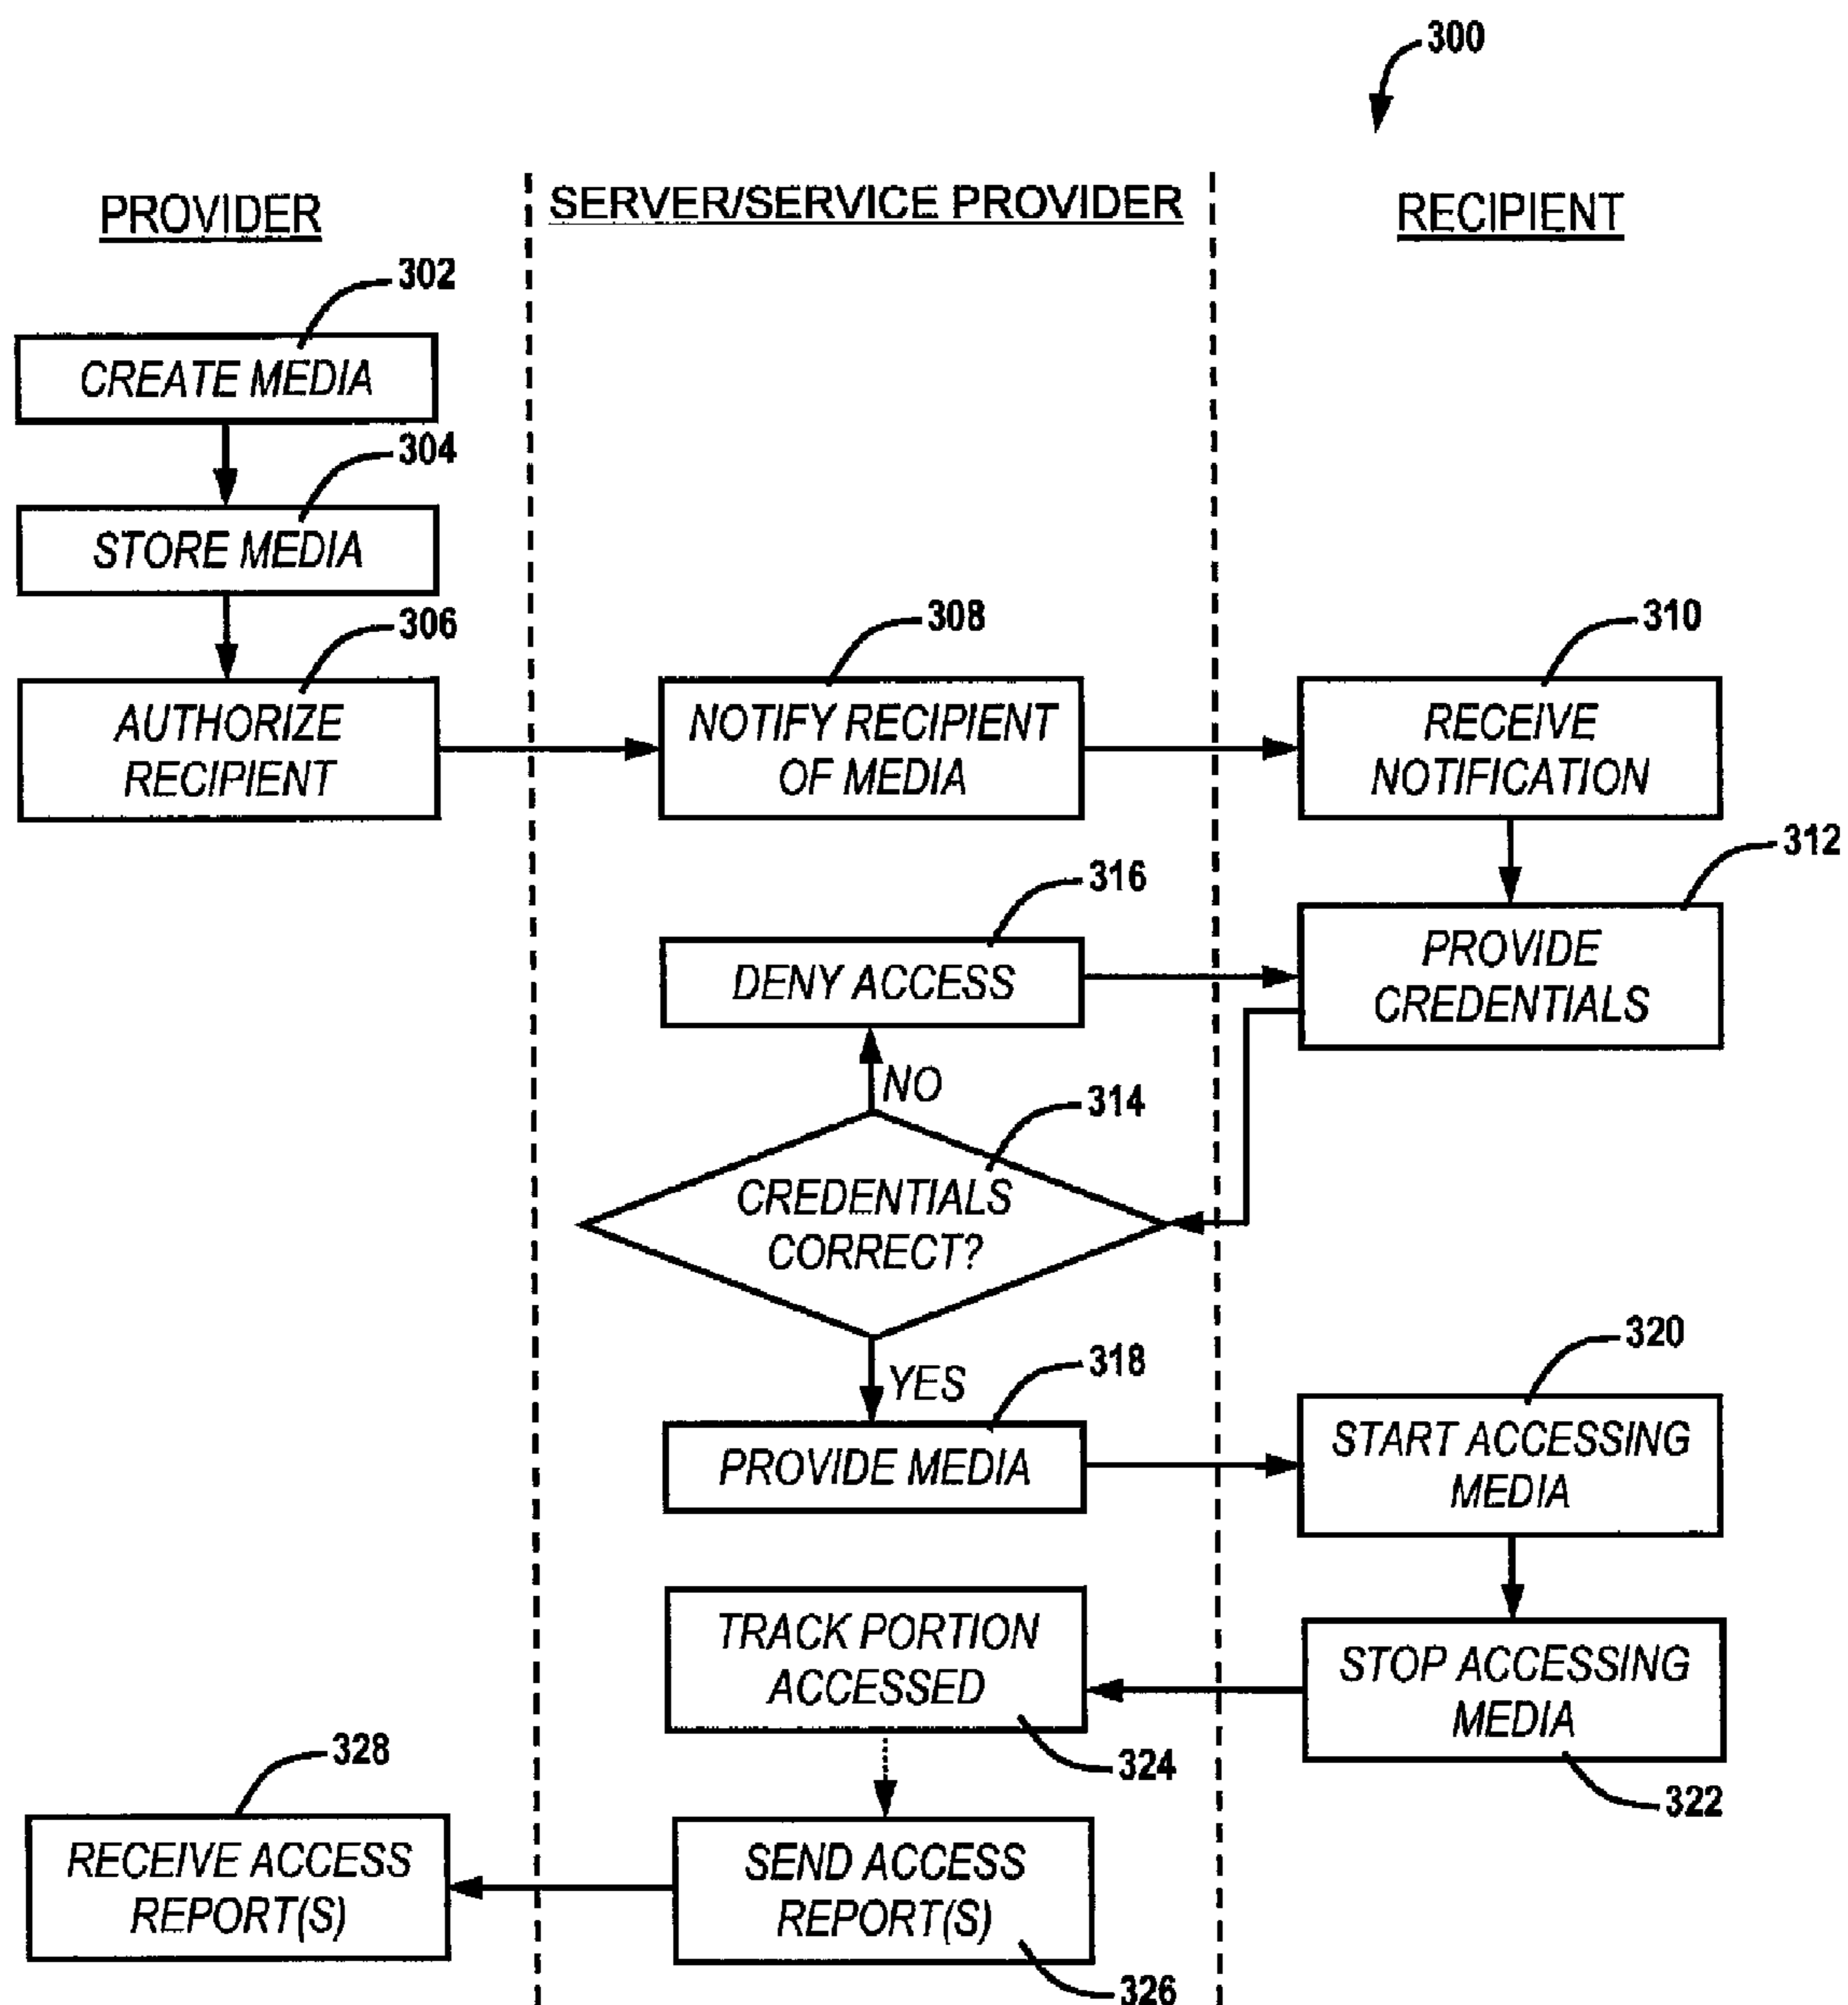 300
PROVIDER
SERVER/SERVICE PROVIDER
RECIPIENT
302
CREATE MEDIA
304
STORE MEDIA
306
AUTHORIZE
RECIPIENT
308
NOTIFY RECIPIENT
OF MEDIA
310
RECEIVE
NOTIFICATION
312
PROVIDE
CREDENTIALS
316
DENY ACCESS
NO
314
CREDENTIALS
CORRECT?
YES
318
PROVIDE MEDIA
320
START ACCESSING
MEDIA
STOP ACCESSING
MEDIA
322
TRACK PORTION
ACCESSED
324
SEND ACCESS
REPORT(S)
326
328
RECEIVE ACCESS
REPORT(S)